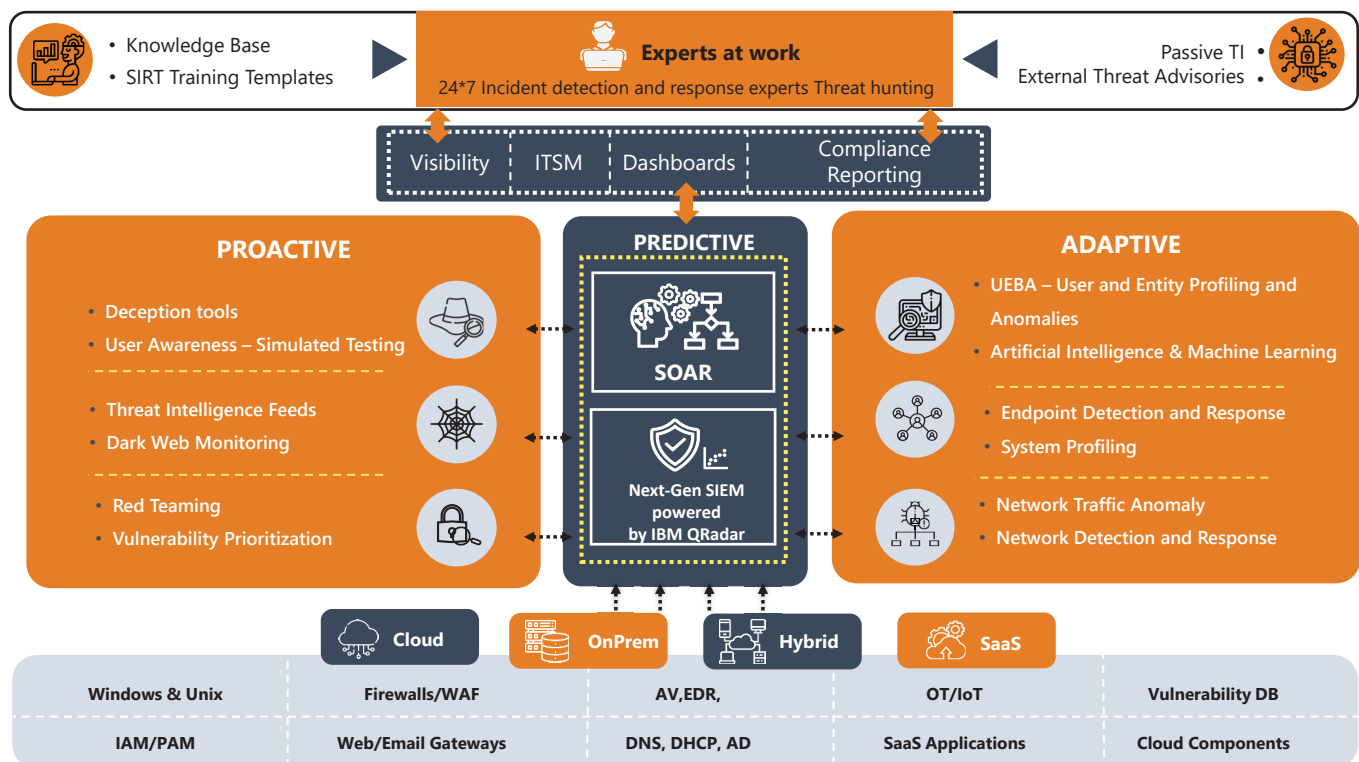 Knowledge Base
SIRT Training Templates
Experts at work
24*7 Incident detection and response experts Threat hunting
Passive TI
External Threat Advisories
Visibility
ITSM
Dashboards
Compliance
Reporting
PROACTIVE
Deception tools
User Awareness – Simulated Testing
Threat Intelligence Feeds
Dark Web Monitoring
Red Teaming
Vulnerability Prioritization
PREDICTIVE
SOAR
Next-Gen SIEM
powered
by IBM QRadar
ADAPTIVE
UEBA – User and Entity Profiling and
Anomalies
Artificial Intelligence & Machine Learning
Endpoint Detection and Response
System Profiling
Network Traffic Anomaly
Network Detection and Response
Cloud
OnPrem
Hybrid
SaaS
Windows & Unix
Firewalls/WAF
AV,EDR,
OT/IoT
Vulnerability DB
IAM/PAM
Web/Email Gateways
DNS, DHCP, AD
SaaS Applications
Cloud Components